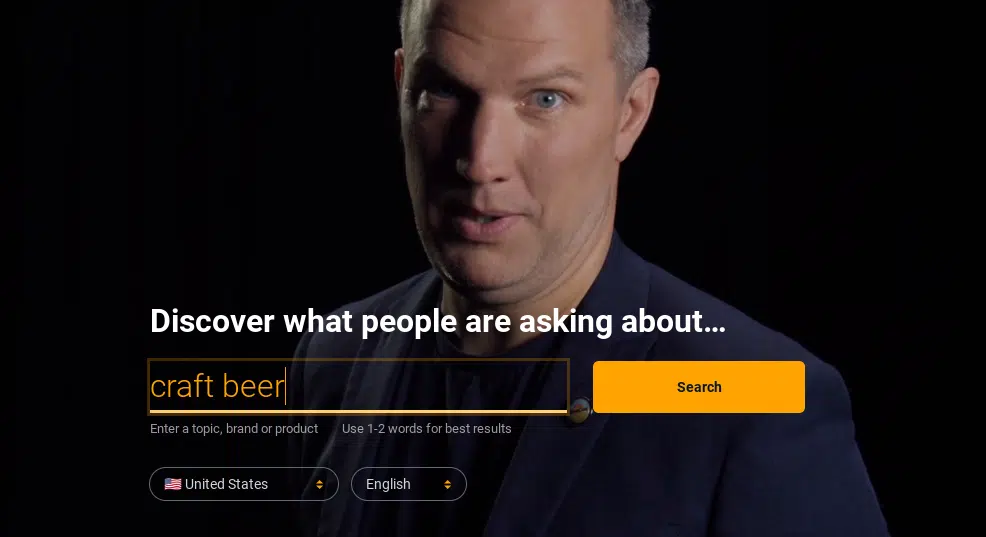 Discover what people are asking about…
craft beer
Search
Enter a topic, brand or product
Use 1-2 words for best results
🇺🇸 United States
English